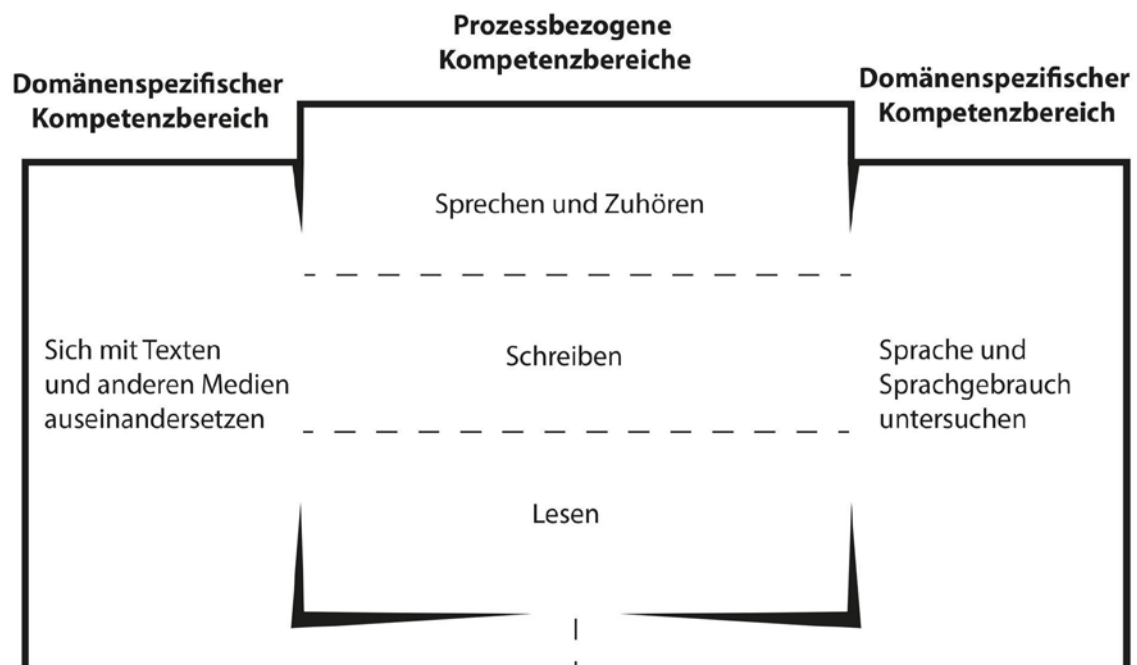 Prozessbezogene
Kompetenzbereiche
Domänenspezifischer
Kompetenzbereich
Domänenspezifischer
Kompetenzbereich
Sprechen und Zuhören
Sich mit Texten
und anderen Medien
auseinandersetzen
Schreiben
Sprache und
Sprachgebrauch
untersuchen
Lesen